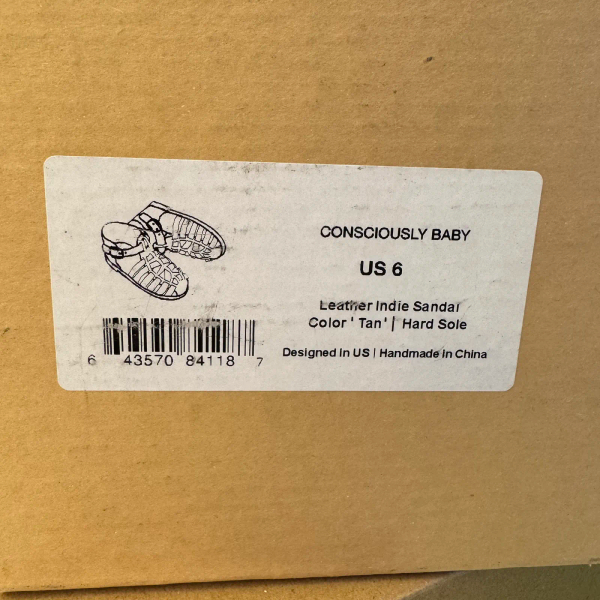 CONSCIOUSLY BABY
US 6
Leather Indie Sandal
Color ' Tan' | Hard Sole
Designed in US | Handmade in China
6 43570 84118 7